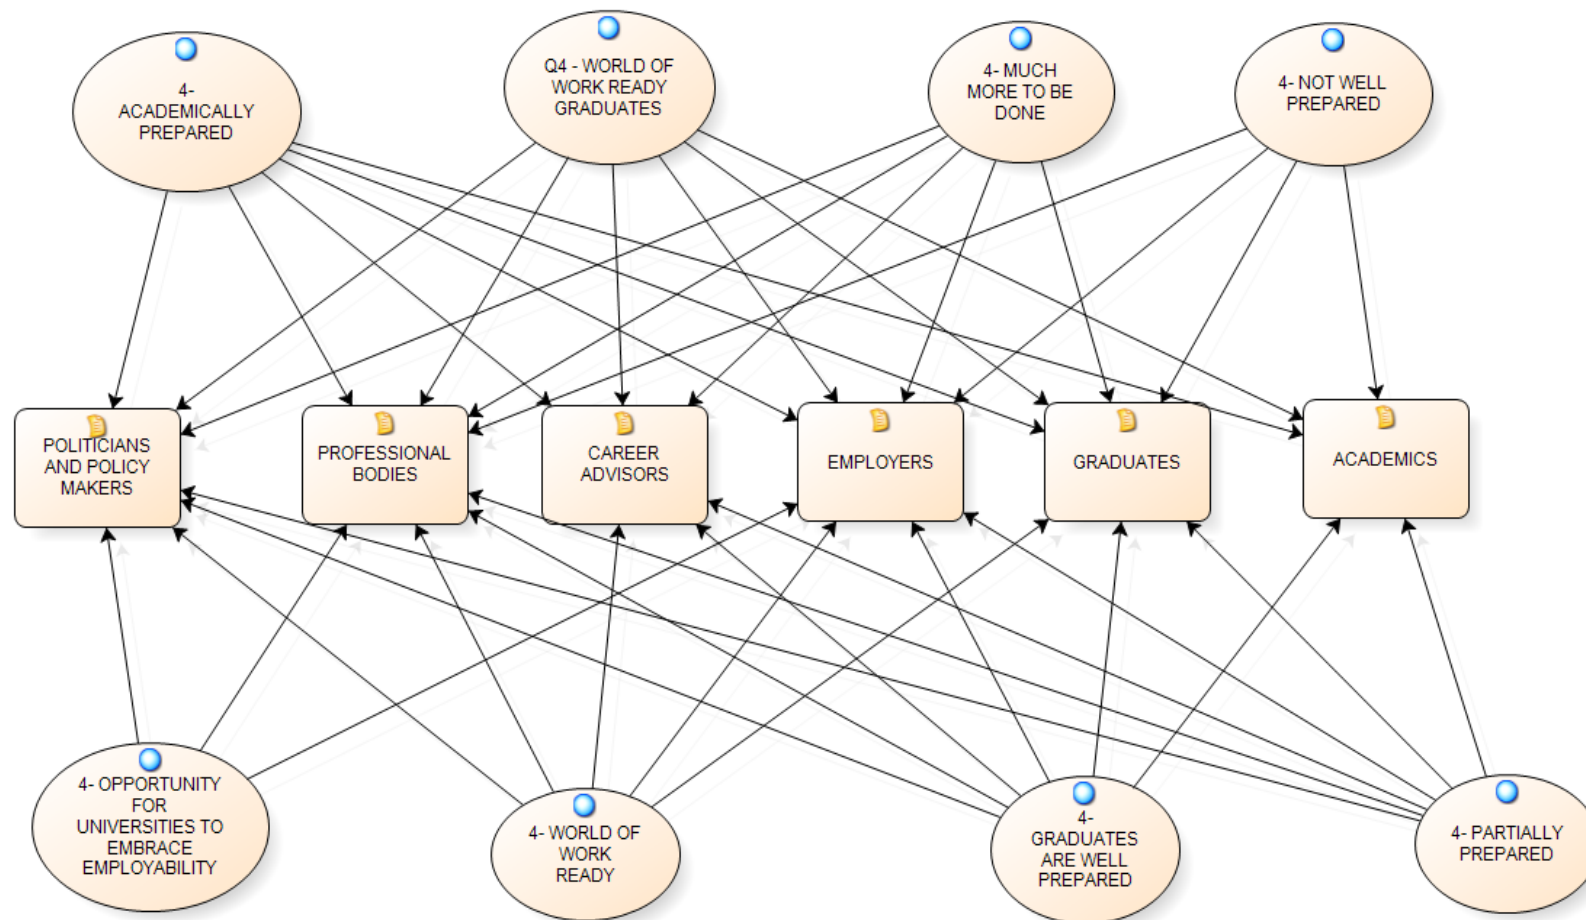 4-
ACADEMICALLY
PREPARED
Q4 - WORLD OF
WORK READY
GRADUATES
4- MUCH
MORE TO BE
DONE
4- NOT WELL
PREPARED
POLITICIANS
AND POLICY
MAKERS
PROFESSIONAL
BODIES
CAREER
ADVISORS
EMPLOYERS
GRADUATES
ACADEMICS
4- OPPORTUNITY
FOR
UNIVERSITIES TO
EMBRACE
EMPLOYABILITY
4- WORLD OF
WORK
READY
4-
GRADUATES
ARE WELL
PREPARED
4- PARTIALLY
PREPARED